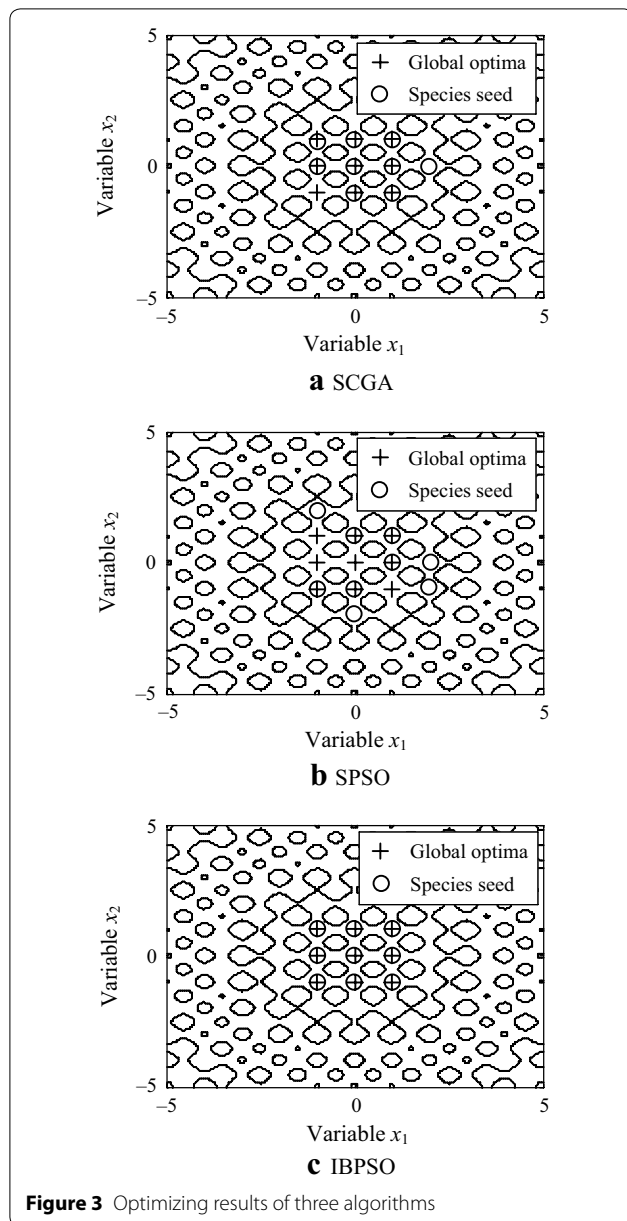 5
+ Global optima
○ Species seed
Variable x₂
0
−5
−5 0 5
Variable x₁
a SCGA
5
+ Global optima
○ Species seed
Variable x₂
0
−5
−5 0 5
Variable x₁
b SPSO
5
+ Global optima
○ Species seed
Variable x₂
0
−5
−5 0 5
Variable x₁
c IBPSO
Figure 3 Optimizing results of three algorithms